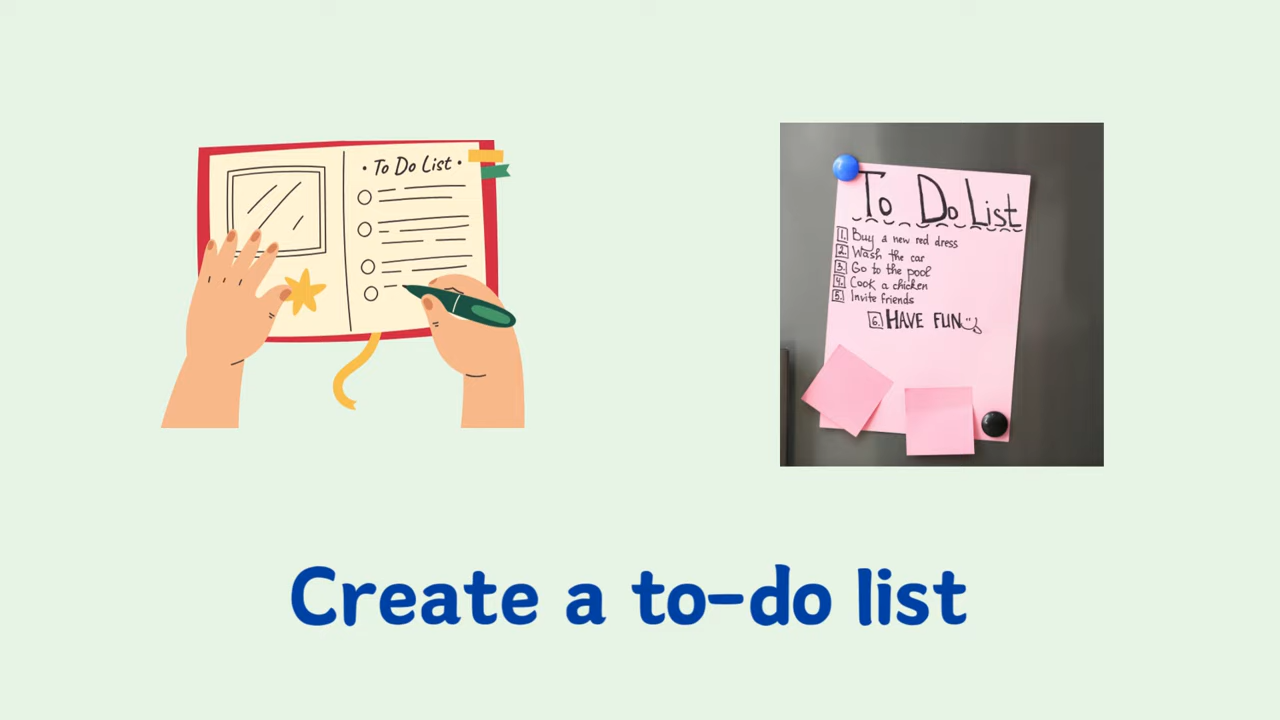 · To Do List ·
To Do List
1. Buy a new red dress
2. Wash the car
3. Go to the pool
4. Cook a chicken
5. Invite friends
6. HAVE FUN
Create a to-do list